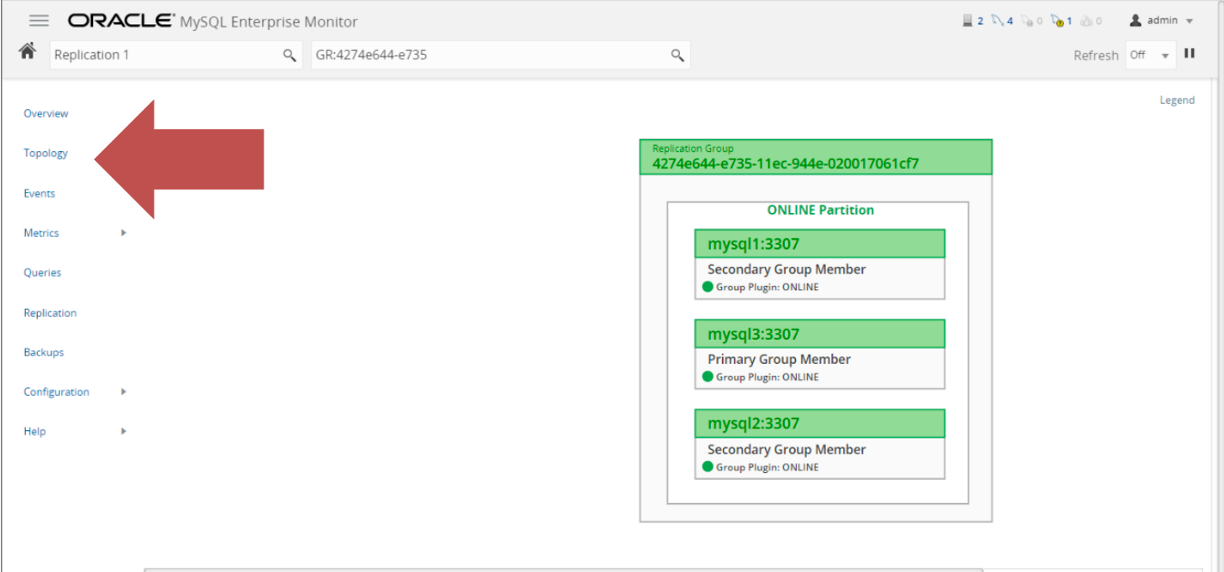 ORACLE MySQL Enterprise Monitor 2 4 0 1 0 admin
Replication 1 GR:4274e644-e735 Refresh Off
Legend
Overview
Topology
Events
Metrics
Queries
Replication
Backups
Configuration
Help
Replication Group
4274e644-e735-11ec-944e-020017061cf7
ONLINE Partition
mysql1:3307
Secondary Group Member
Group Plugin: ONLINE
mysql3:3307
Primary Group Member
Group Plugin: ONLINE
mysql2:3307
Secondary Group Member
Group Plugin: ONLINE